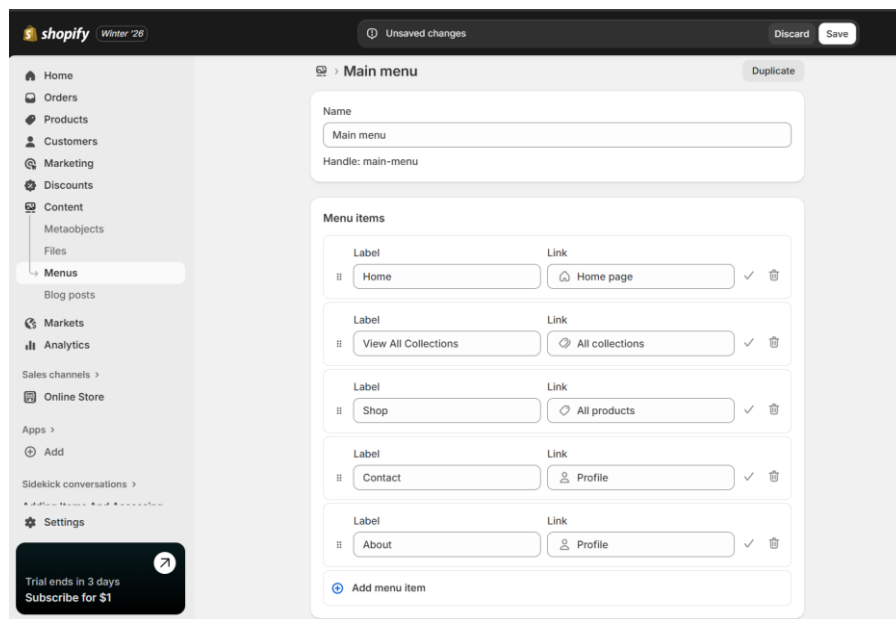 shopify Winter '26
Unsaved changes
Discard
Save
Home
Orders
Products
Customers
Marketing
Discounts
Content
Metaobjects
Files
Menus
Blog posts
Markets
Analytics
Sales channels >
Online Store
Apps >
Add
Sidekick conversations >
Settings
Trial ends in 3 days
Subscribe for $1
> Main menu
Duplicate
Name
Main menu
Handle: main-menu
Menu items
Label Link
Home Home page
Label Link
View All Collections All collections
Label Link
Shop All products
Label Link
Contact Profile
Label Link
About Profile
Add menu item